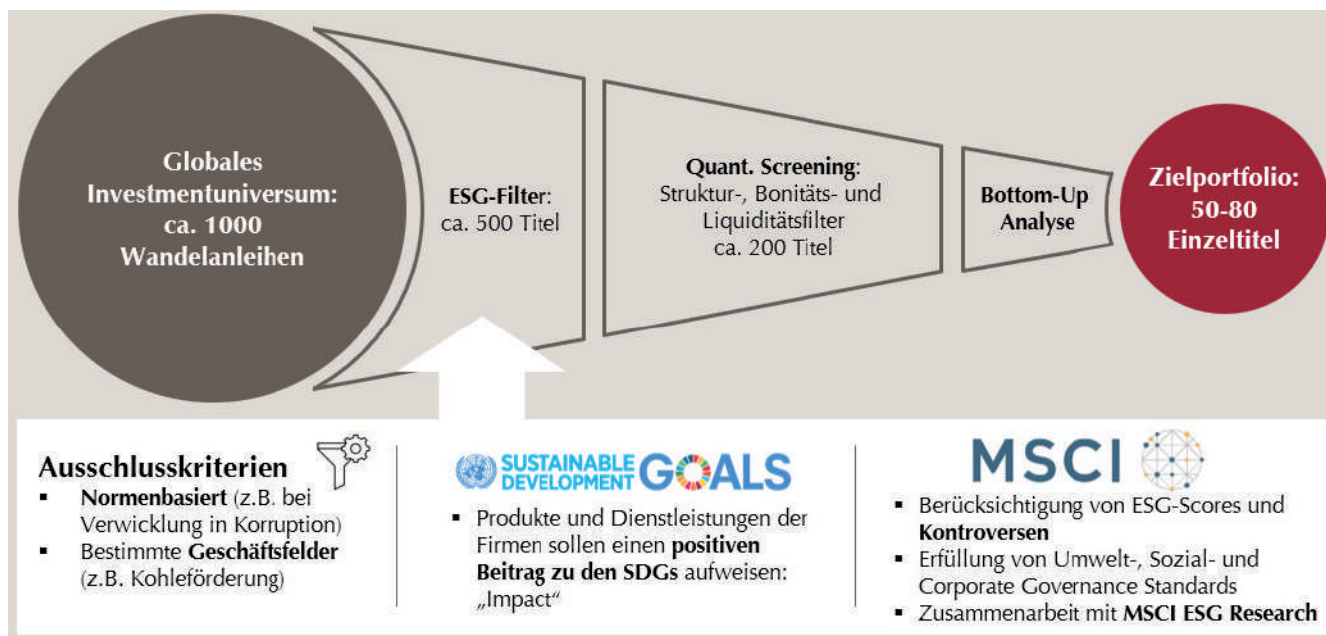 Globales
Investmentuniversum:
ca. 1000
Wandelanleihen
ESG-Filter:
ca. 500 Titel
Quant. Screening:
Struktur-, Bonitäts- und
Liquiditätsfilter
ca. 200 Titel
Bottom-Up
Analyse
Zielportfolio:
50-80
Einzeltitel
Ausschlusskriterien
▪ Normenbasiert (z.B. bei
Verwicklung in Korruption)
▪ Bestimmte Geschäftsfelder
(z.B. Kohleförderung)
SUSTAINABLE
DEVELOPMENT GOALS
▪ Produkte und Dienstleistungen der
Firmen sollen einen positiven
Beitrag zu den SDGs aufweisen:
„Impact“
MSCI
▪ Berücksichtigung von ESG-Scores und
Kontroversen
▪ Erfüllung von Umwelt-, Sozial- und
Corporate Governance Standards
▪ Zusammenarbeit mit MSCI ESG Research